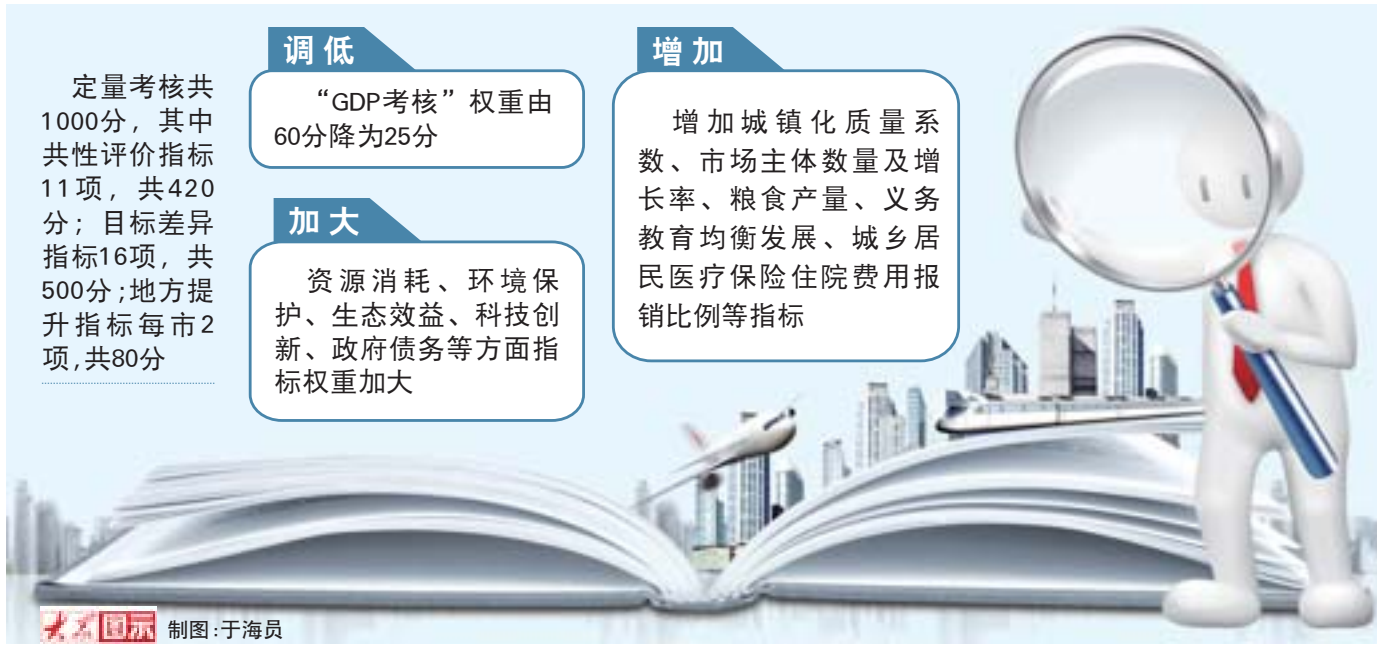 定量考核共
1000分，其中
共性评价指标
11项，共420
分；目标差异
指标16项，共
500分；地方提
升指标每市2
项，共80分
调低
“GDP考核”权重由
60分降为25分
加大
资源消耗、环境保
护、生态效益、科技创
新、政府债务等方面指
标权重加大
增加
增加城镇化质量系
数、市场主体数量及增
长率、粮食产量、义务
教育均衡发展、城乡居
民医疗保险住院费用报
销比例等指标
图示 制图：于海员